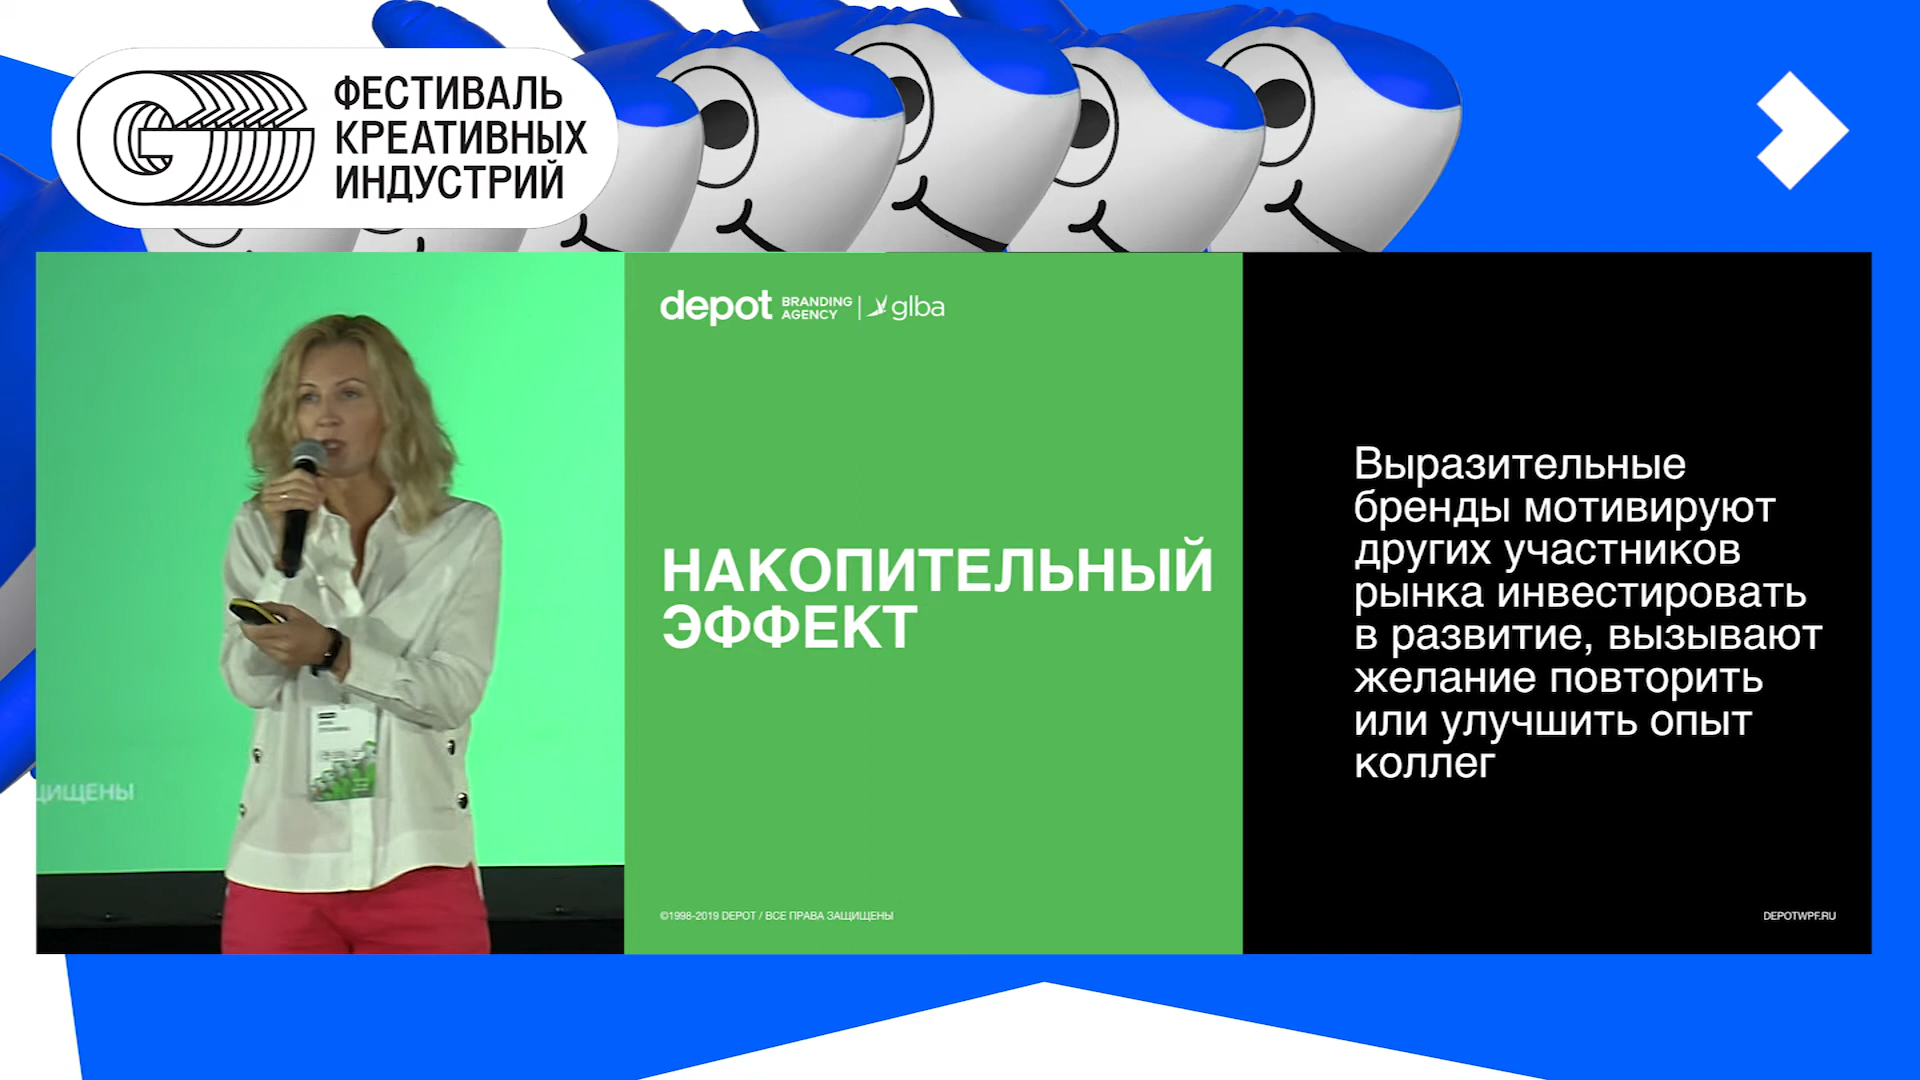 G
ФЕСТИВАЛЬ
КРЕАТИВНЫХ
ИНДУСТРИЙ
depot BRANDING AGENCY | glba
НАКОПИТЕЛЬНЫЙ
ЭФФЕКТ
©1998-2019 DEPOT / ВСЕ ПРАВА ЗАЩИЩЕНЫ
Выразительные
бренды мотивируют
других участников
рынка инвестировать
в развитие, вызывают
желание повторить
или улучшить опыт
коллег
DEPOTWPF.RU
ЩИЩЕНЫ